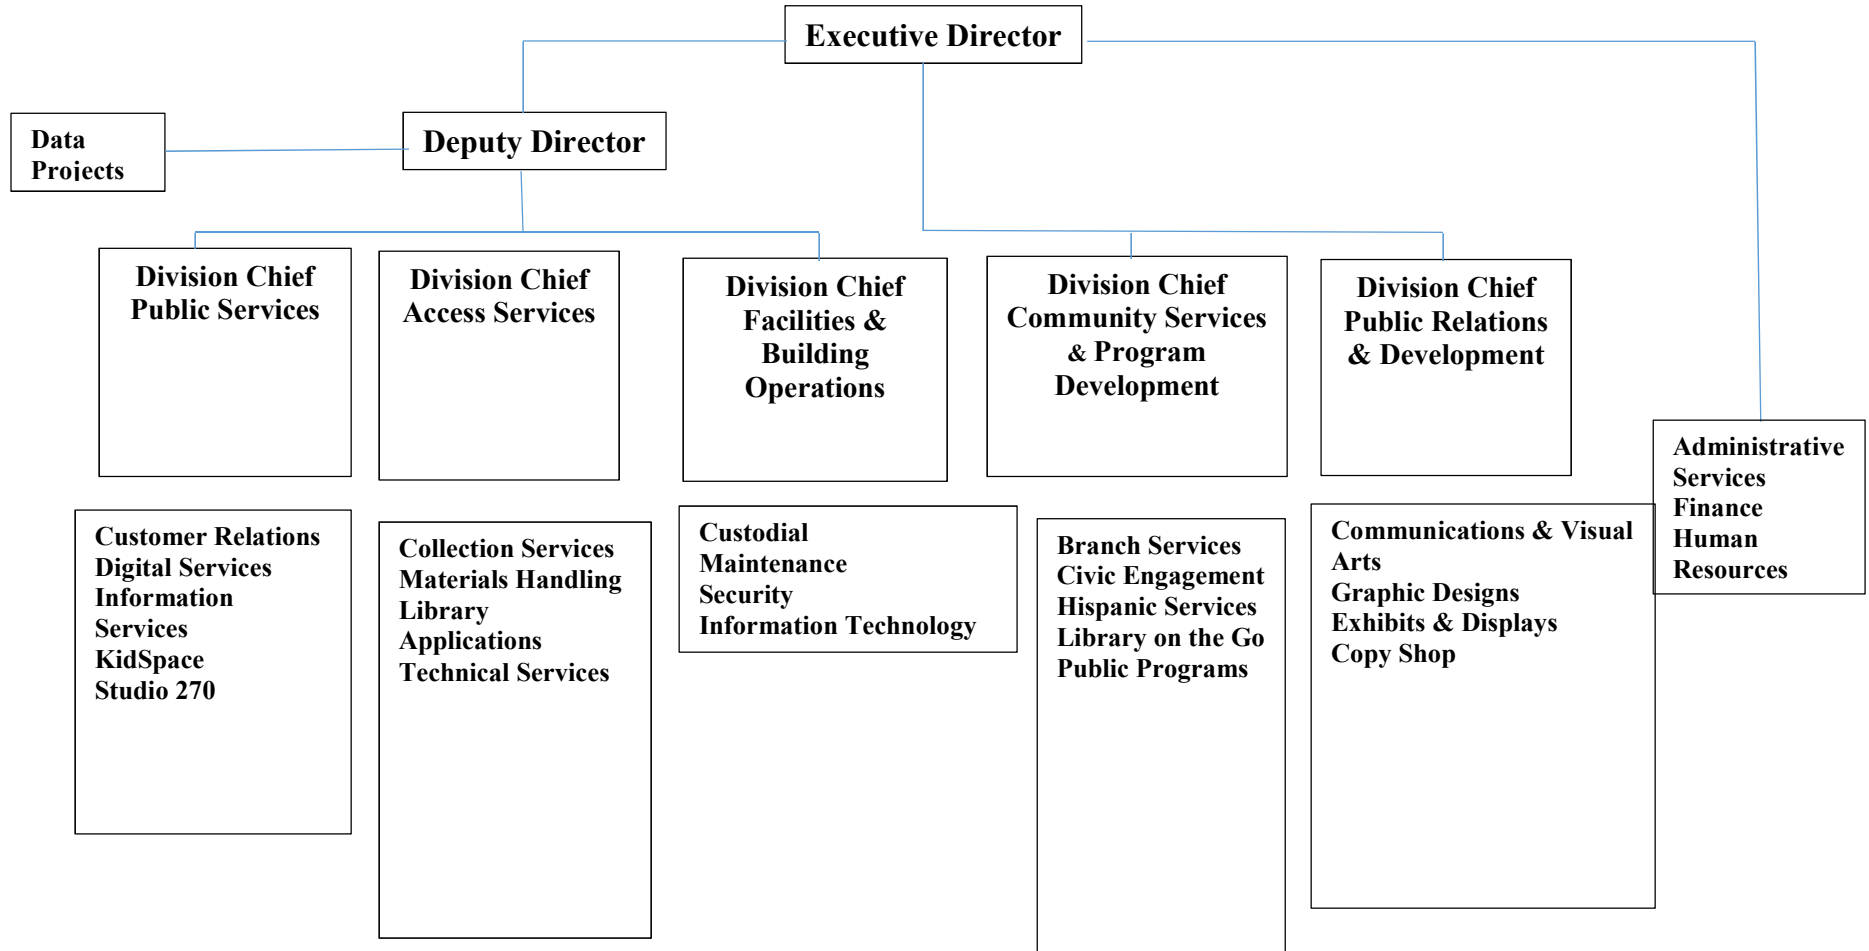 Executive Director
Data
Projects
Deputy Director
Division Chief
Public Services
Division Chief
Access Services
Division Chief
Facilities &
Building
Operations
Division Chief
Community Services
& Program
Development
Division Chief
Public Relations
& Development
Administrative
Services
Finance
Human
Resources
Customer Relations
Digital Services
Information
Services
KidSpace
Studio 270
Collection Services
Materials Handling
Library
Applications
Technical Services
Custodial
Maintenance
Security
Information Technology
Branch Services
Civic Engagement
Hispanic Services
Library on the Go
Public Programs
Communications & Visual
Arts
Graphic Designs
Exhibits & Displays
Copy Shop